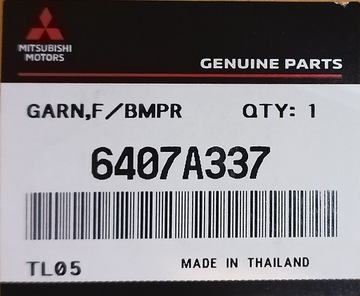 MITSUBISHI
MOTORS
GENUINE PARTS
GARN,F/BMPR QTY: 1
6407A337
TL05 MADE IN THAILAND